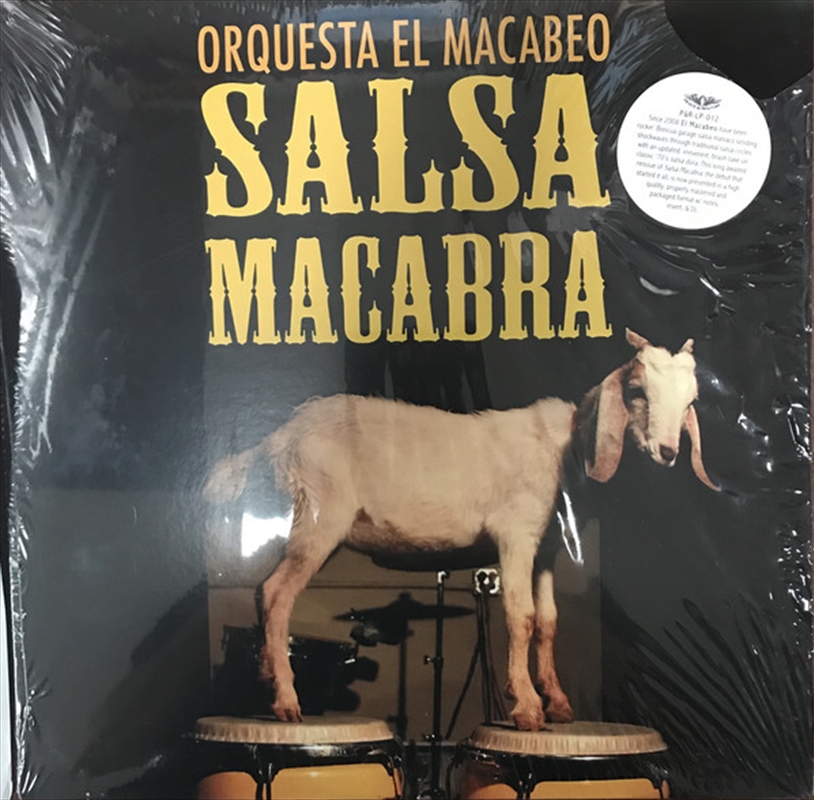 ORQUESTA EL MACABEO
SALSA
MACABRA
P&R LP-012
Since 2008 El Macabeo have been
rockin' Boricua garage salsa maniacs sending
shockwaves through traditional salsa circles
with an updated, irreverent, brash take on
classic '70's salsa dura. This long awaited
reissue of Salsa Macabra, the debut that
started it all, is now presented in a high
quality, properly mastered and
packaged format w/ notes,
insert, & DL